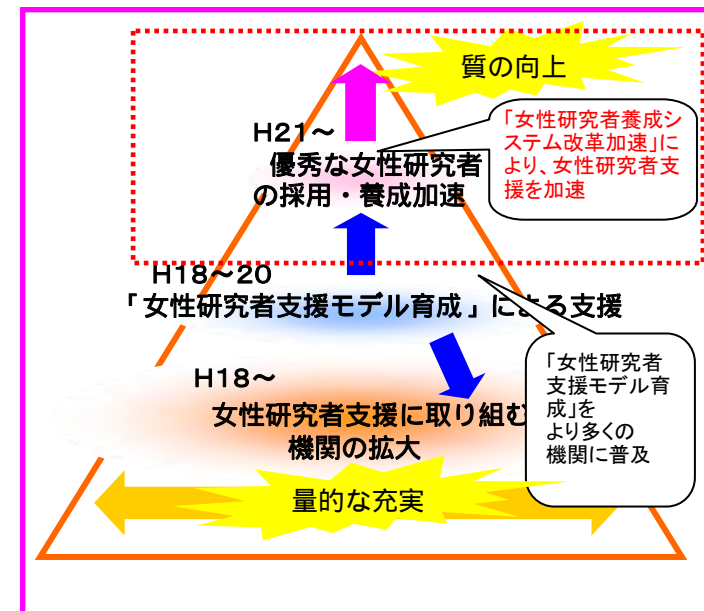 質の向上
「女性研究者養成シ
ステム改革加速」に
より、女性研究者支
援を加速
H21～
優秀な女性研究者
の採用・養成加速
H18～20
「女性研究者支援モデル育成」による支援
「女性研究者
支援モデル育
成」を
より多くの
機関に普及
H18～
女性研究者支援に取り組む
機関の拡大
量的な充実